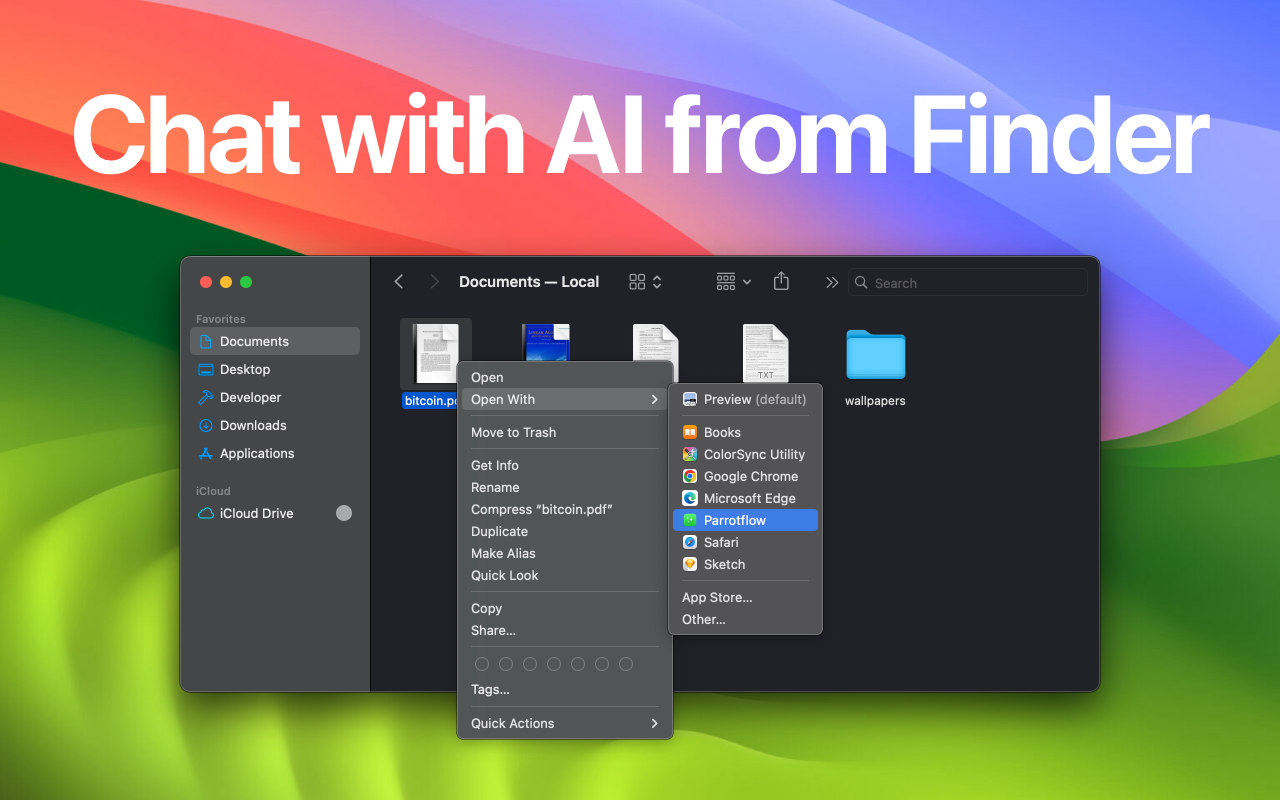 Chat with AI from Finder
Documents — Local
Search
Favorites
Documents
Desktop
Developer
Downloads
Applications
iCloud
iCloud Drive
bitcoin.p
TXT
wallpapers
Open
Open With
Move to Trash
Get Info
Rename
Compress “bitcoin.pdf”
Duplicate
Make Alias
Quick Look
Copy
Share...
Tags...
Quick Actions
Preview (default)
Books
ColorSync Utility
Google Chrome
Microsoft Edge
Parrotflow
Safari
Sketch
App Store...
Other...